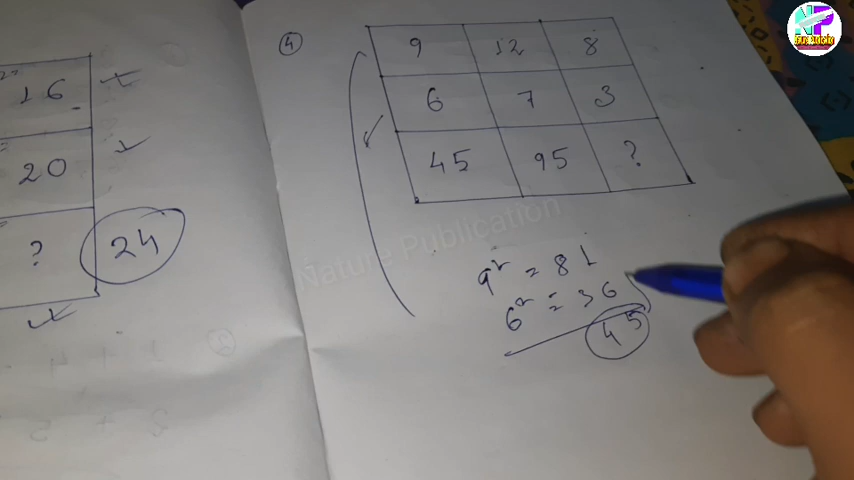 16
20
?
24
4
9 12 8
6 7 3
45 95 ?
9² = 81
6² = 36
45
Nature Publication
NP